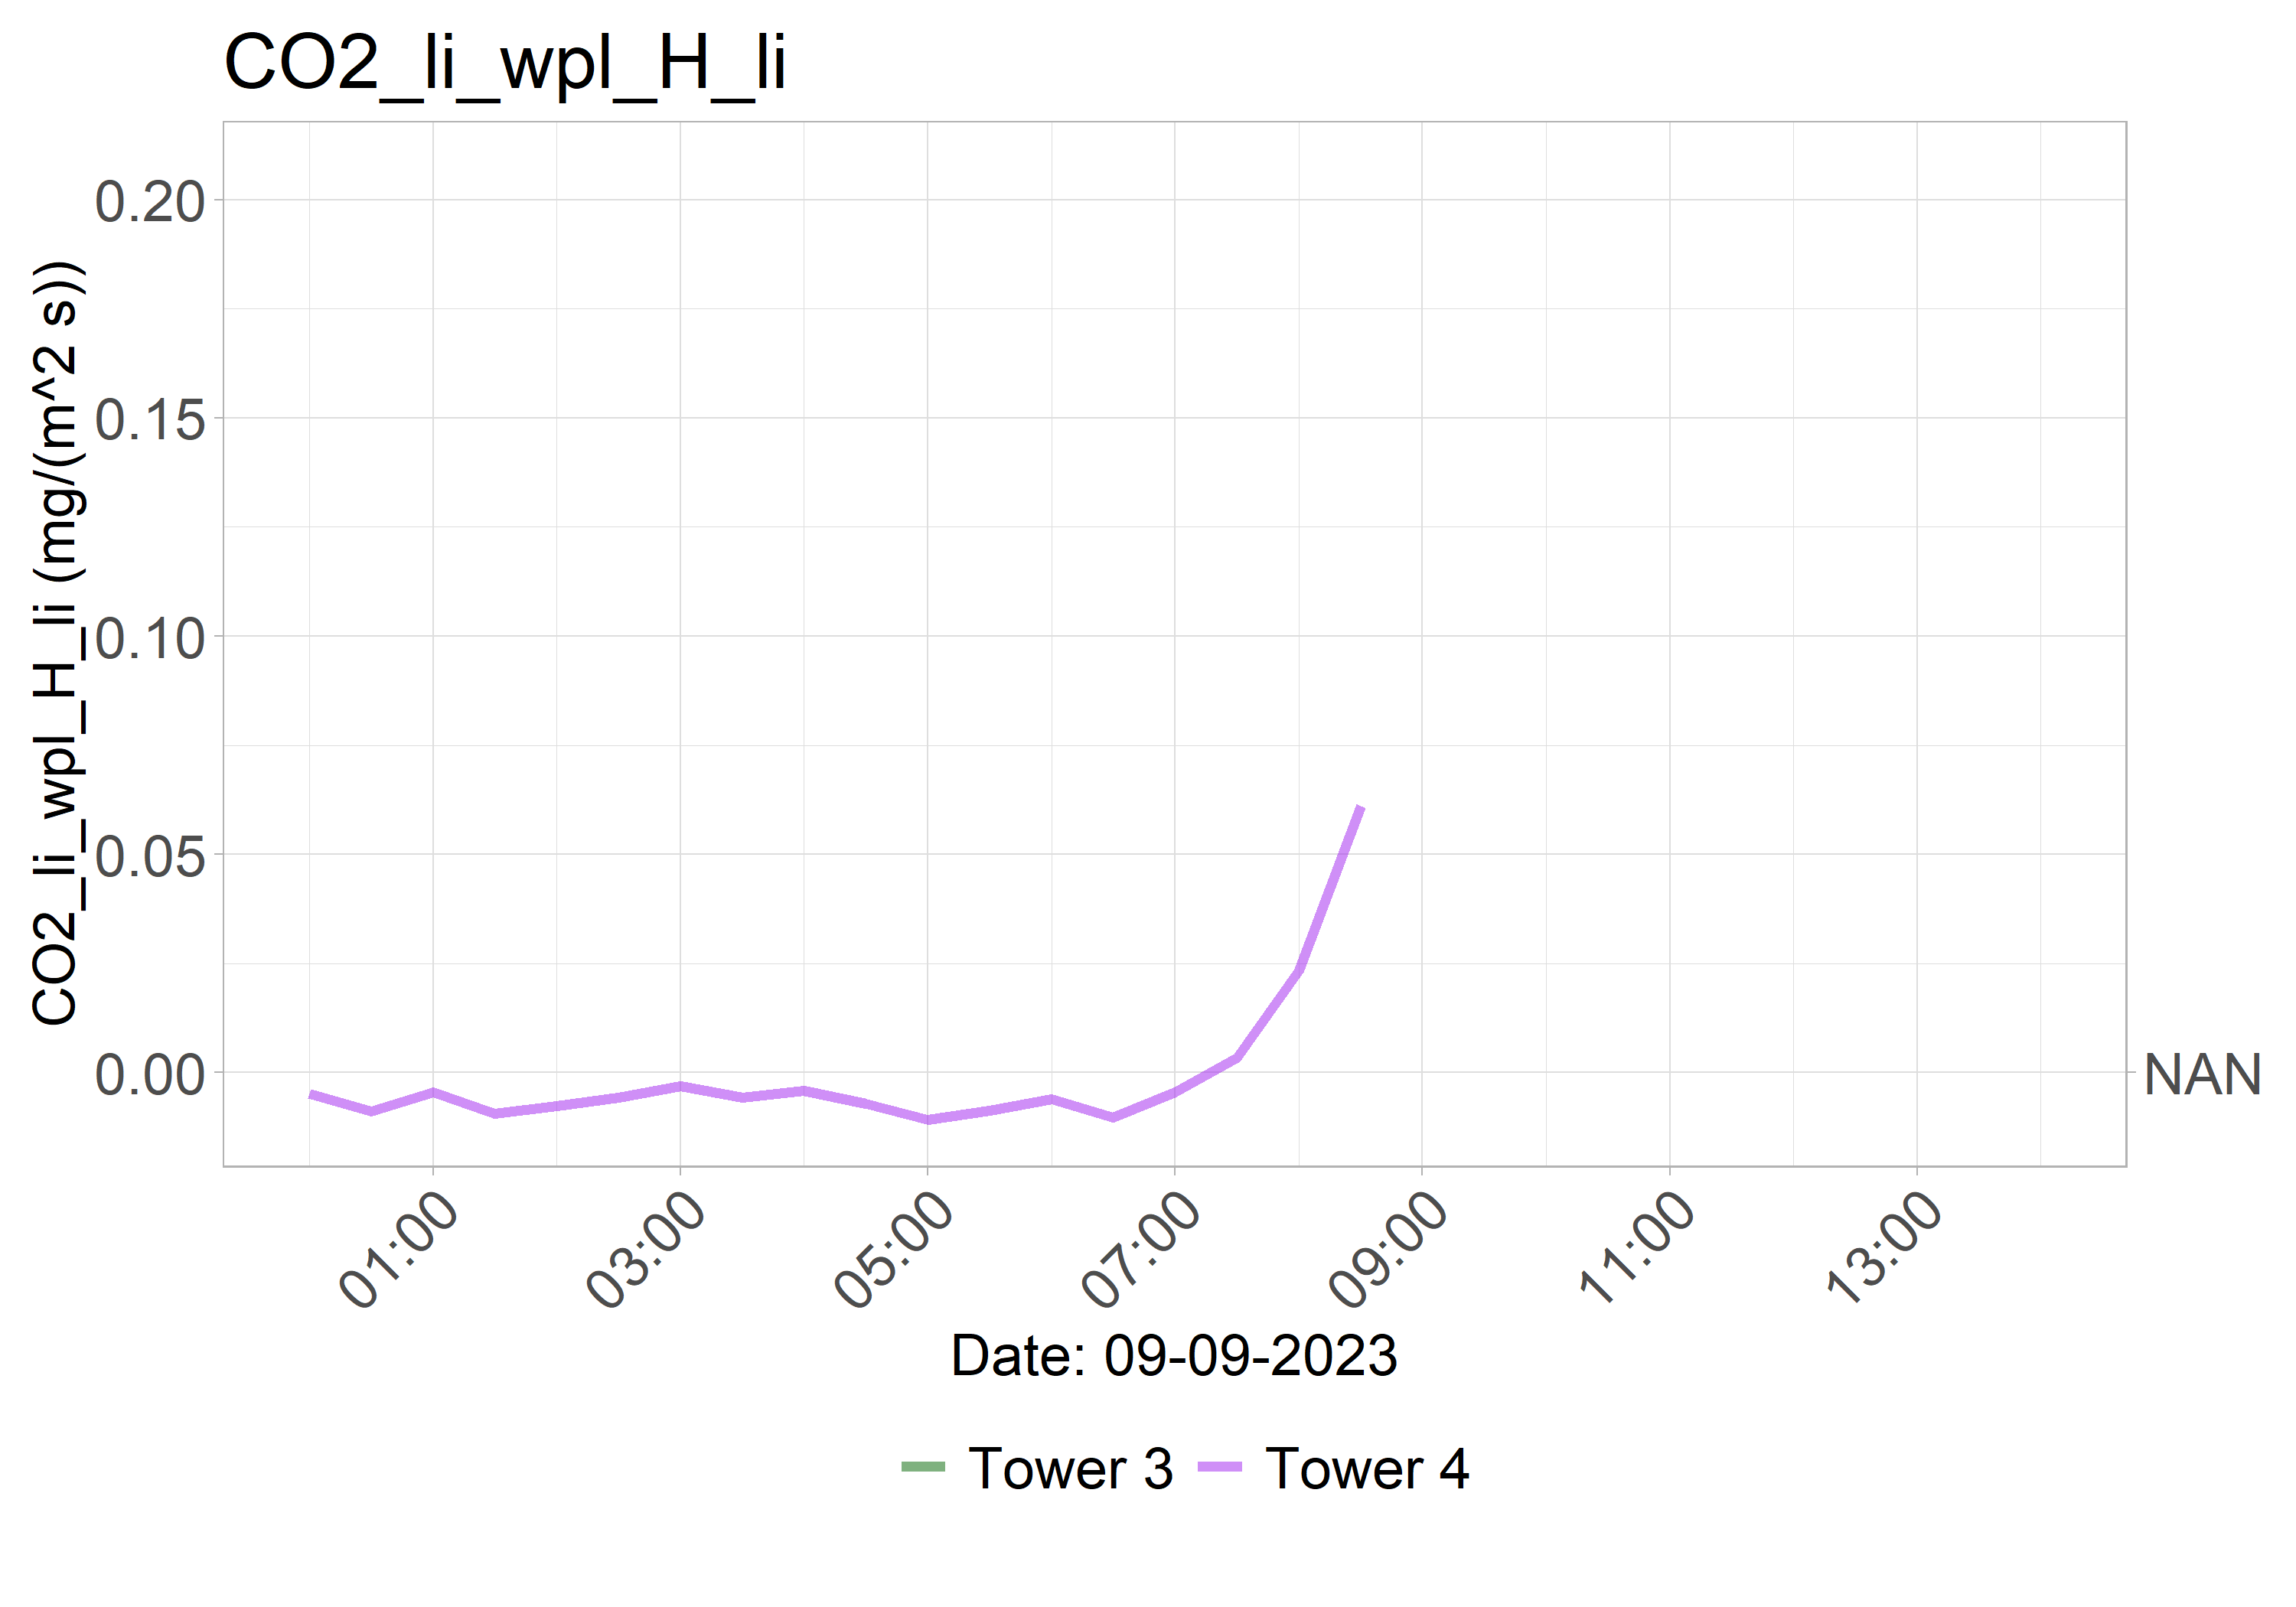 CO2_li_wpl_H_li
CO2_li_wpl_H_li (mg/(m^2 s))
0.20
0.15
0.10
0.05
0.00
NAN
01:00
03:00
05:00
07:00
09:00
11:00
13:00
Date: 09-09-2023
Tower 3
Tower 4